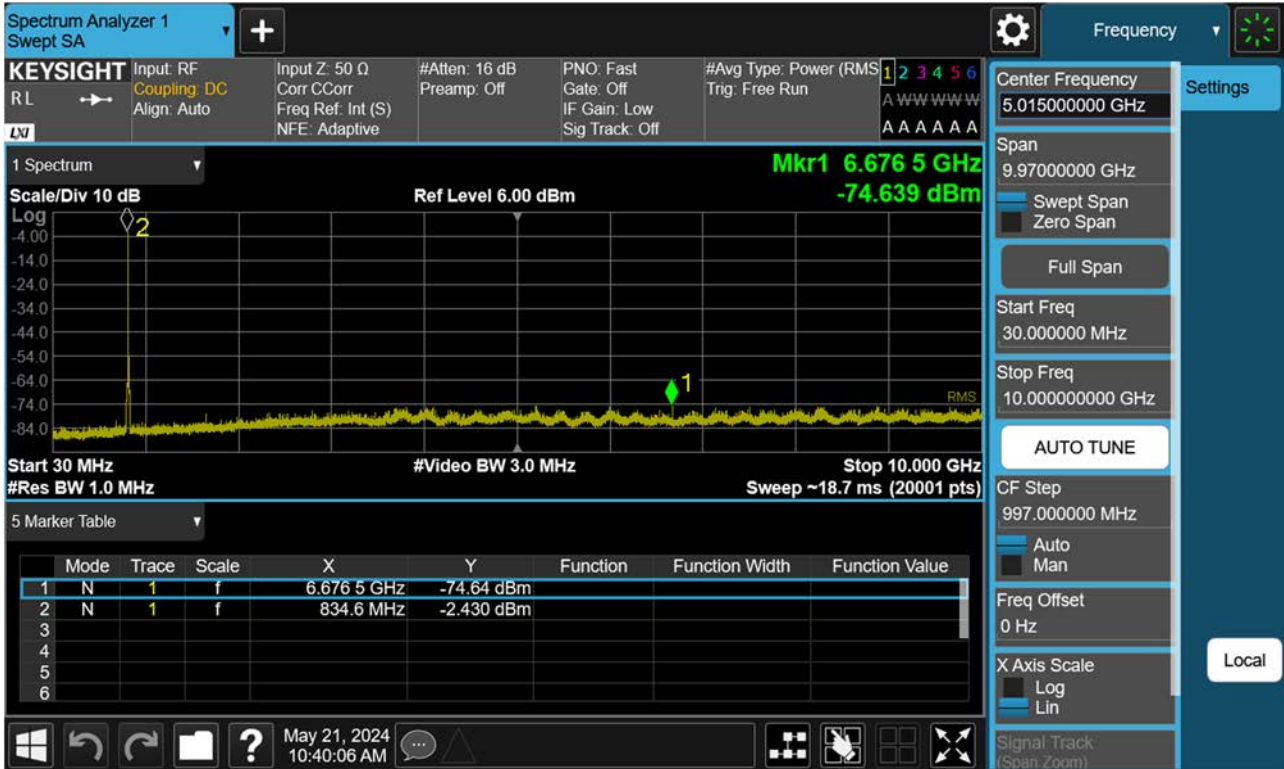 Spectrum Analyzer 1
Swept SA
Frequency
KEYSIGHT
RL
LXI
Input: RF
Coupling: DC
Align: Auto
Input Z: 50 Ω
Corr CCorr
Freq Ref: Int (S)
NFE: Adaptive
#Atten: 16 dB
Preamp: Off
PNO: Fast
Gate: Off
IF Gain: Low
Sig Track: Off
#Avg Type: Power (RMS
Trig: Free Run
1 2 3 4 5 6
A W W W W W
A A A A A A
1 Spectrum
Mkr1 6.676 5 GHz
Scale/Div 10 dB
Ref Level 6.00 dBm
-74.639 dBm
Log
2
-4.00
-14.0
-24.0
-34.0
-44.0
-54.0
-64.0
1
-74.0
RMS
-84.0
Start 30 MHz
#Video BW 3.0 MHz
Stop 10.000 GHz
#Res BW 1.0 MHz
Sweep ~18.7 ms (20001 pts)
5 Marker Table
Mode Trace Scale X Y Function Function Width Function Value
1 N 1 f 6.676 5 GHz -74.64 dBm
2 N 1 f 834.6 MHz -2.430 dBm
3
4
5
6
May 21, 2024
10:40:06 AM
Center Frequency
5.015000000 GHz
Span
9.97000000 GHz
Swept Span
Zero Span
Full Span
Start Freq
30.000000 MHz
Stop Freq
10.000000000 GHz
AUTO TUNE
CF Step
997.000000 MHz
Auto
Man
Freq Offset
0 Hz
X Axis Scale
Log
Lin
Signal Track
(Span Zoom)
Settings
Local